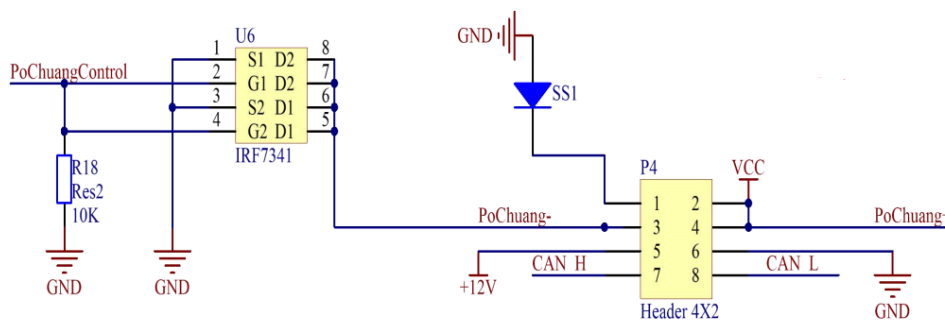 U6
1 S1 D2 8
2 G1 D2 7
3 S2 D1 6
4 G2 D1 5
IRF7341
PoChuangControl
R18
Res2
10K
GND
GND
GND
SS1
P4
VCC
1 2
3 4
5 6
7 8
Header 4X2
PoChuang-
PoChuang-
+12V
CAN H
CAN L
GND